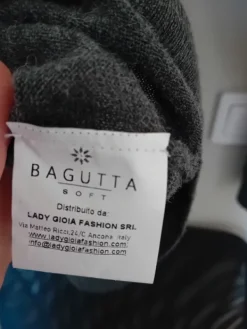 BAGUTTA
SOFT
Distribuito da:
LADY GIOIA FASHION SRL.
Via Matteo Ricci,24/C Ancona Italy
www.ladygioiafashion.com
info@ladygioiafashion.com